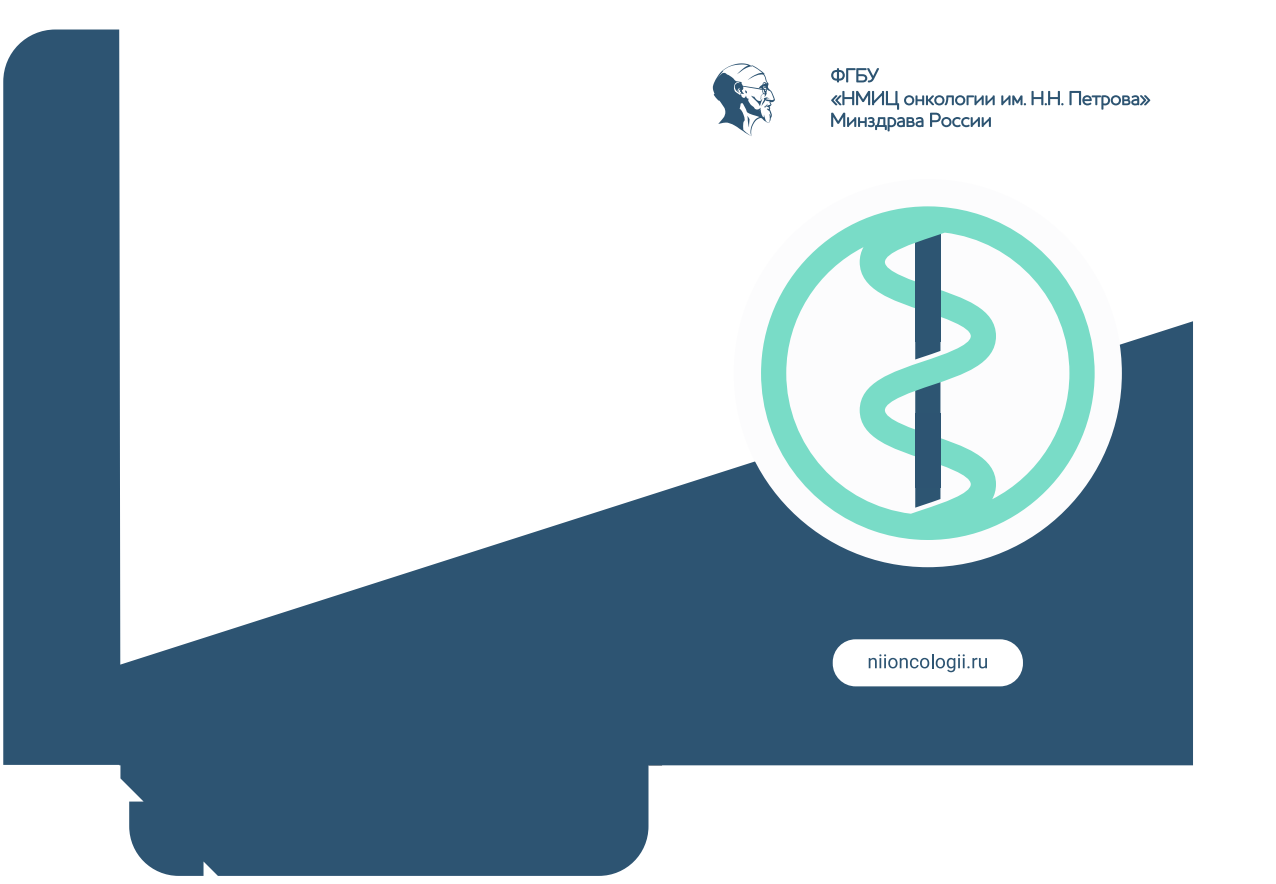 ФГБУ
«НМИЦ онкологии им. Н.Н. Петрова»
Минздрава России
niioncologii.ru